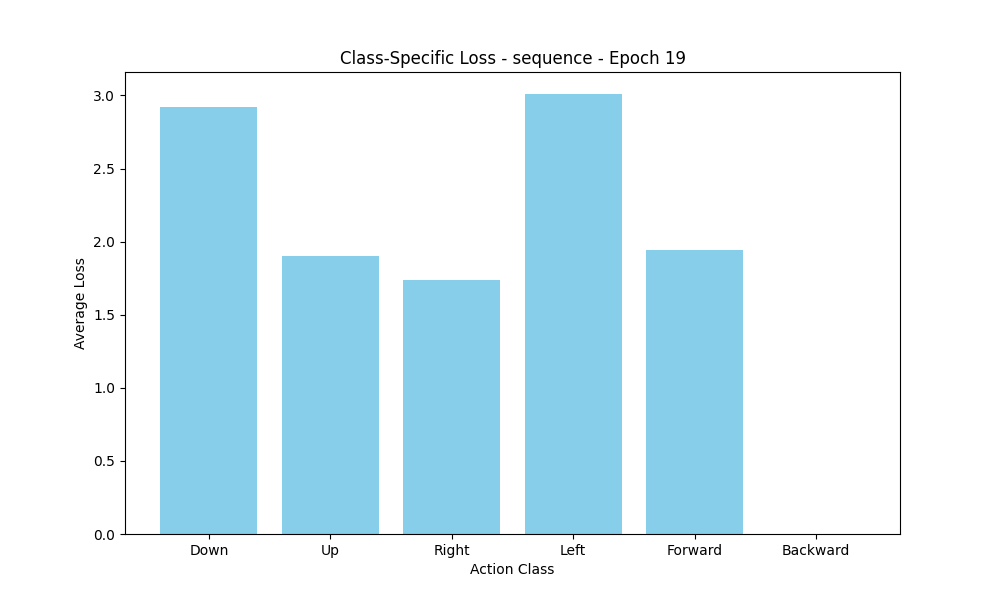 Class-Specific Loss - sequence - Epoch 19
Average Loss
3.0
2.5
2.0
1.5
1.0
0.5
0.0
Down Up Right Left Forward Backward
Action Class